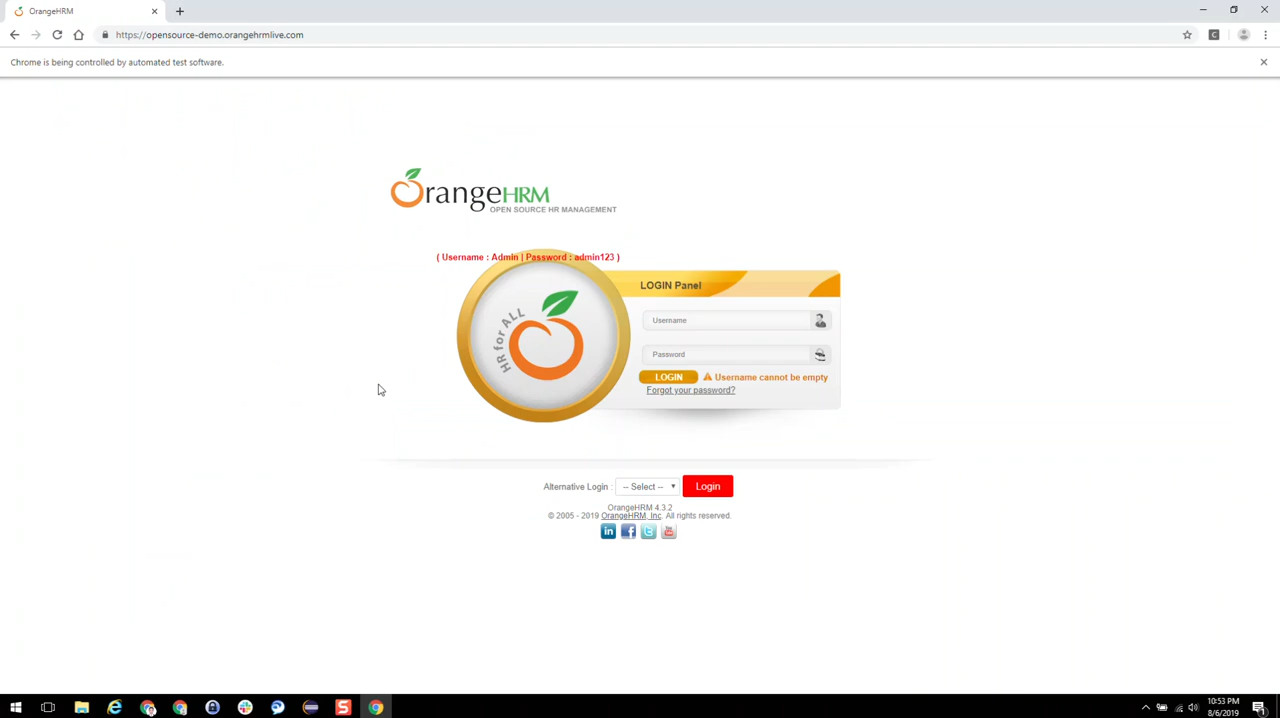 OrangeHRM
https://opensource-demo.orangehrmlive.com
Chrome is being controlled by automated test software.
OrangeHRM
OPEN SOURCE HR MANAGEMENT
( Username : Admin | Password : admin123 )
LOGIN Panel
HR for ALL
Username
Password
LOGIN Username cannot be empty
Forgot your password?
Alternative Login : -- Select -- Login
OrangeHRM 4.3.2
© 2005 - 2019 OrangeHRM, Inc. All rights reserved.
in f t You Tube
10:53 PM
8/6/2019